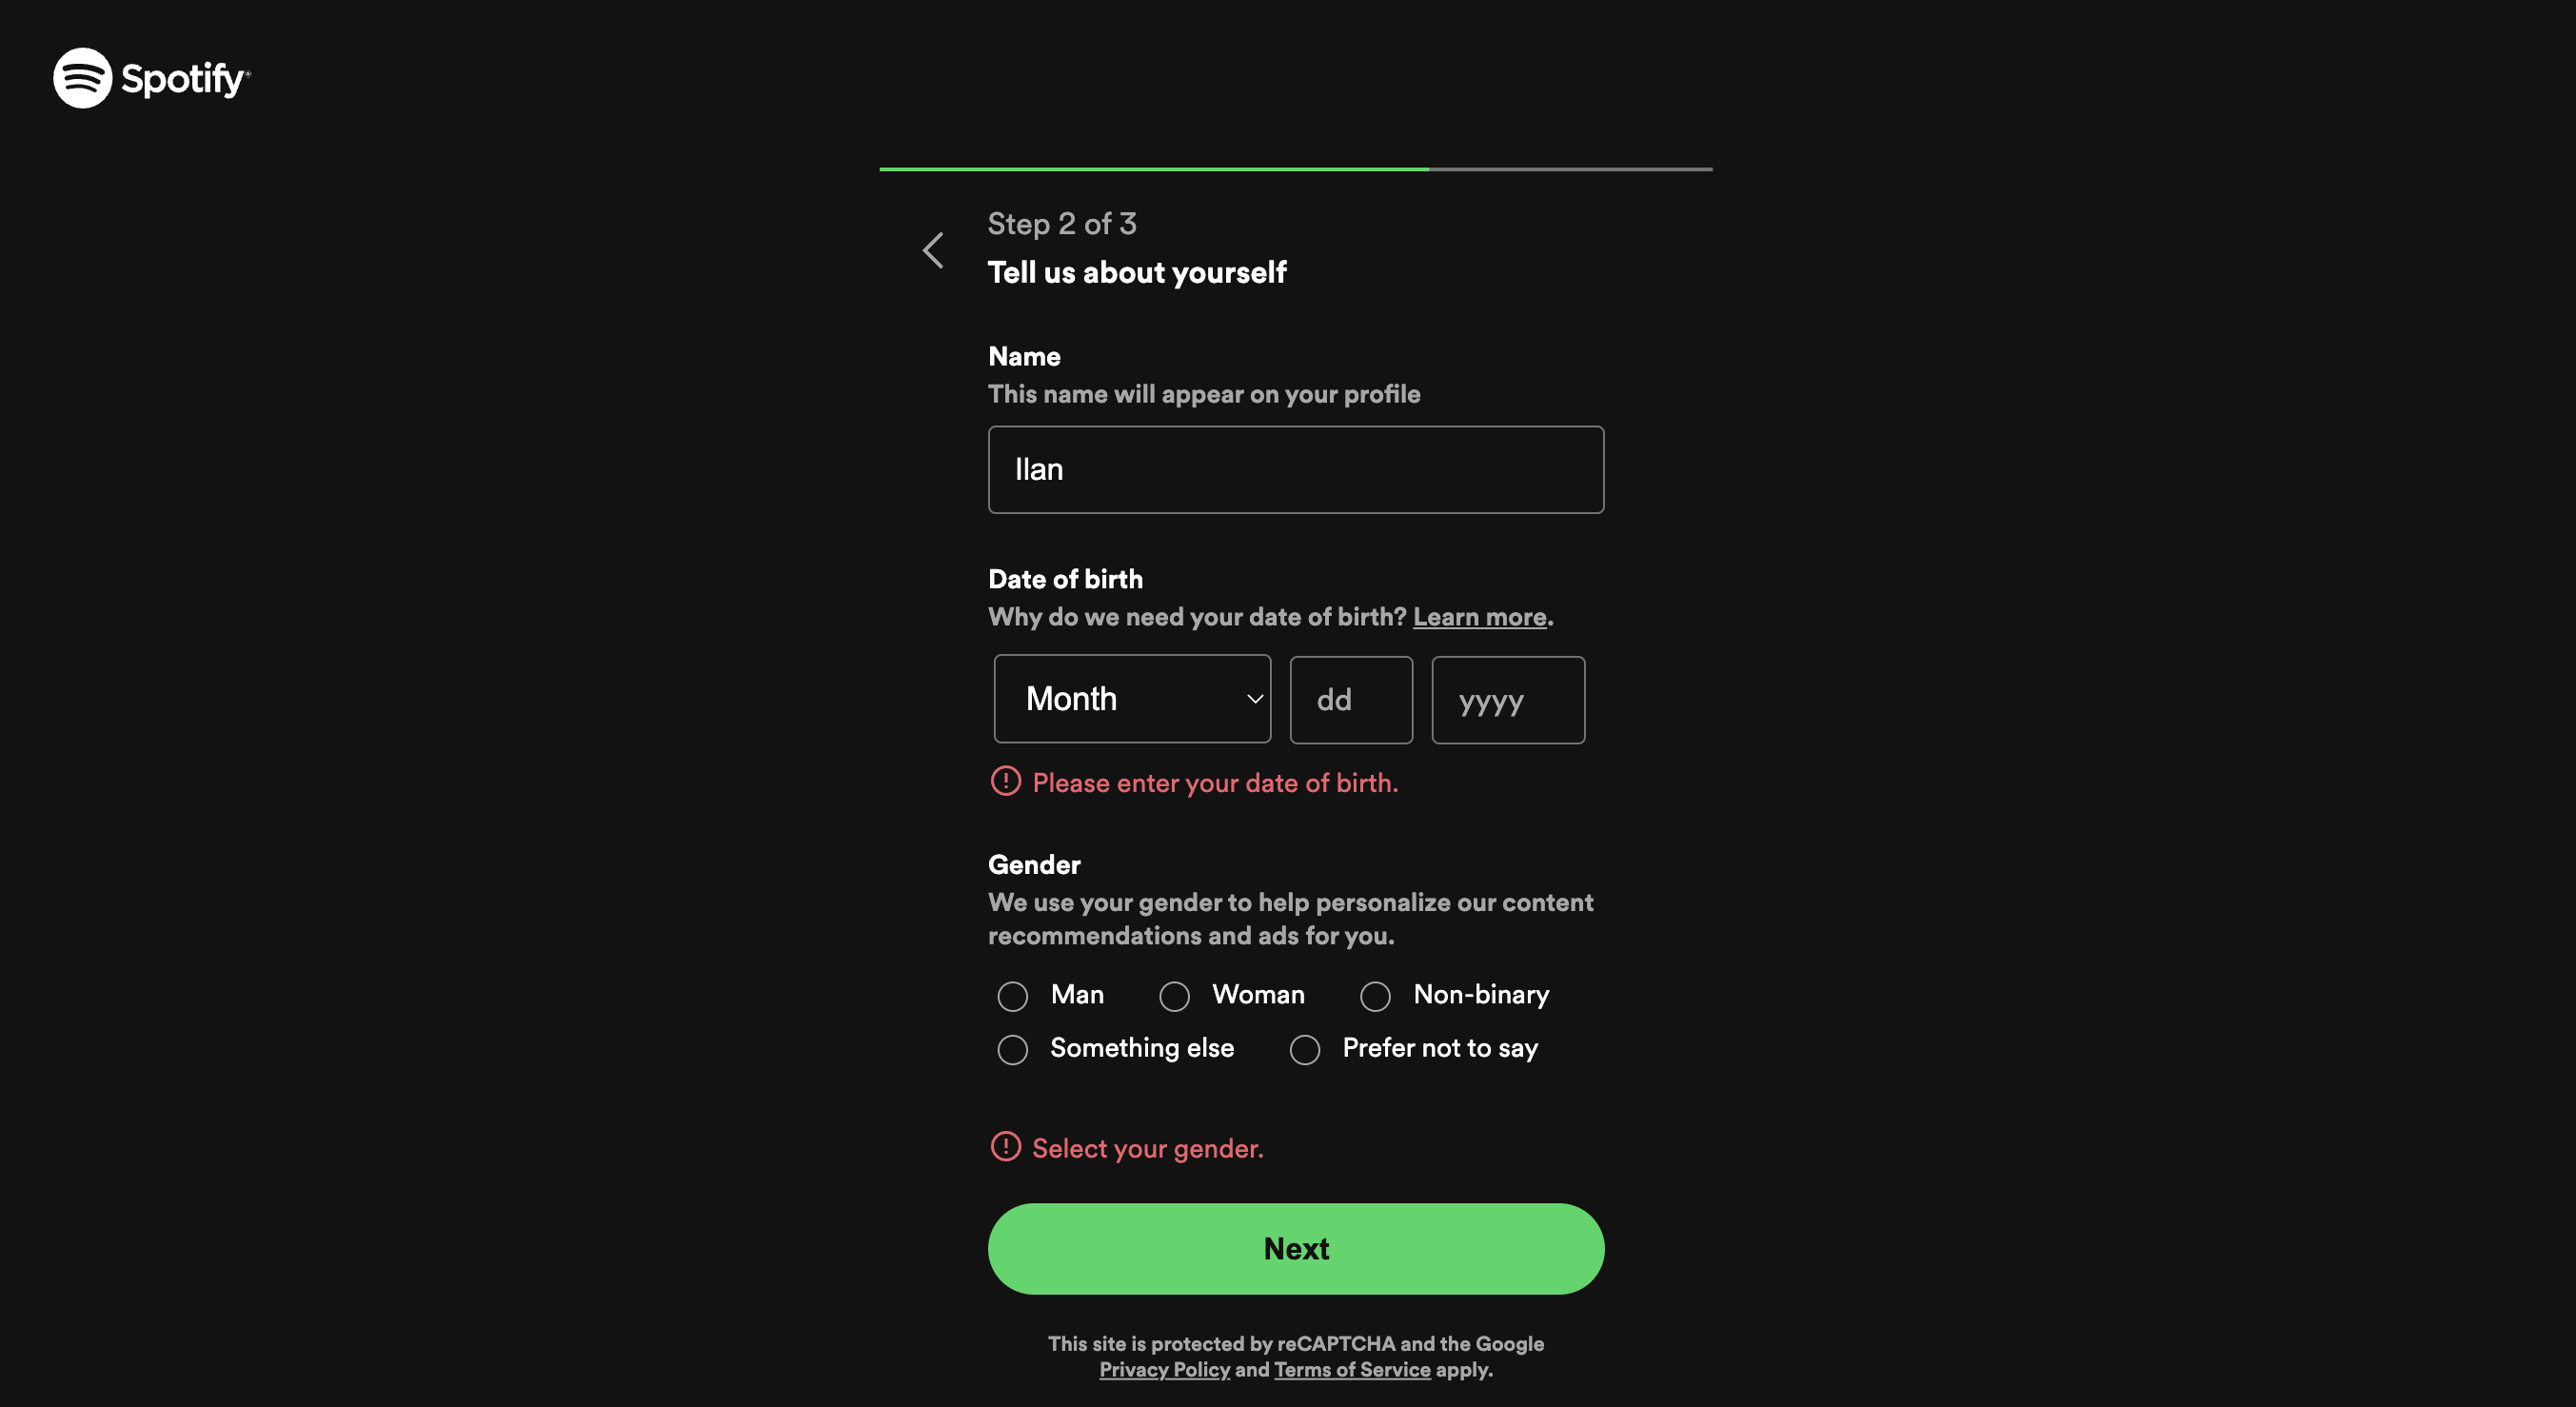 Spotify®
Step 2 of 3
Tell us about yourself
Name
This name will appear on your profile
Ilan
Date of birth
Why do we need your date of birth? Learn more.
Month dd yyyy
Please enter your date of birth.
Gender
We use your gender to help personalize our content
recommendations and ads for you.
Man Woman Non-binary
Something else Prefer not to say
Select your gender.
Next
This site is protected by reCAPTCHA and the Google
Privacy Policy and Terms of Service apply.